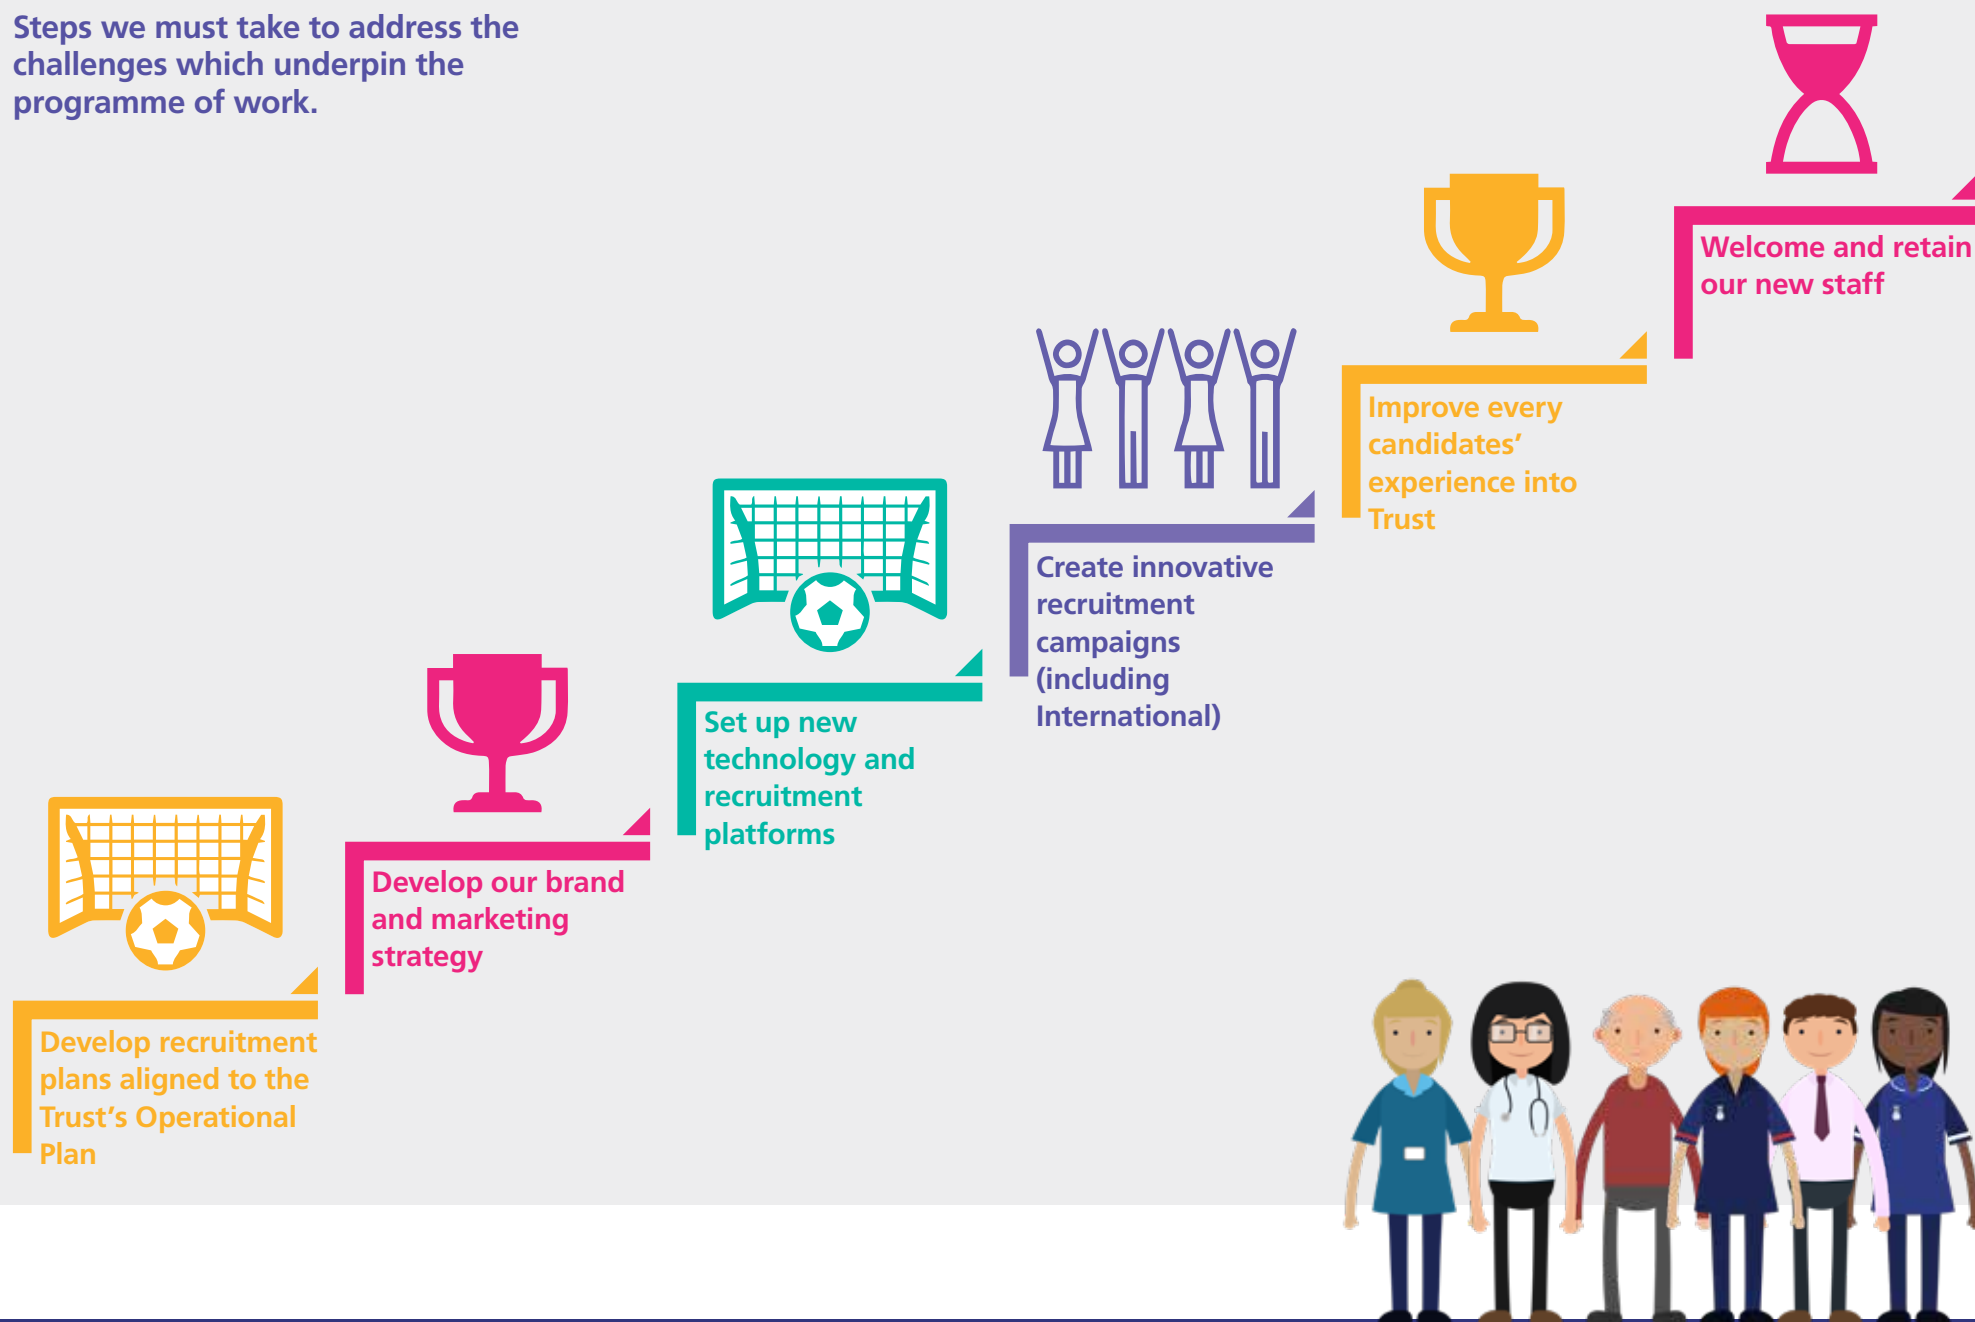 Steps we must take to address the
challenges which underpin the
programme of work.
Develop recruitment
plans aligned to the
Trust’s Operational
Plan
Develop our brand
and marketing
strategy
Set up new
technology and
recruitment
platforms
Create innovative
recruitment
campaigns
(including
International)
Improve every
candidates’
experience into
Trust
Welcome and retain
our new staff